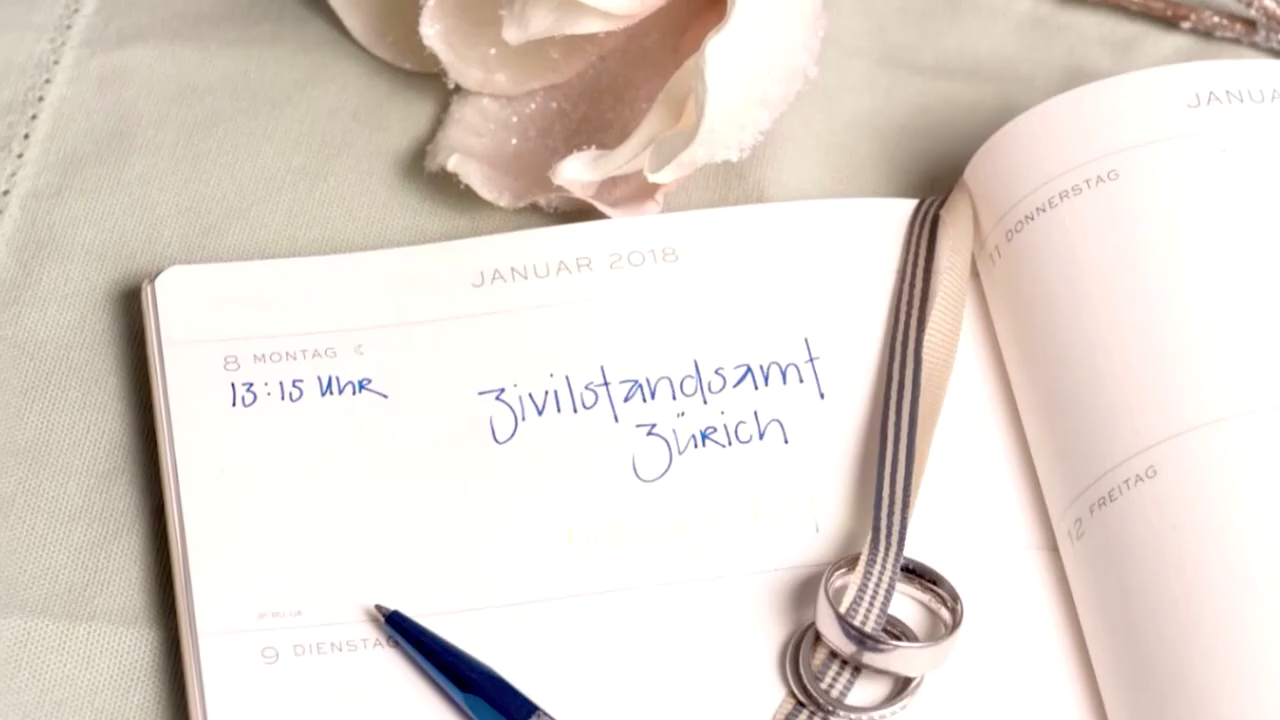 JANUAR 2018
8 MONTAG
13:15 UHR
Zivilstandsamt
Zürich
9 DIENSTAG
JANUA
11 DONNERSTAG
12 FREITAG